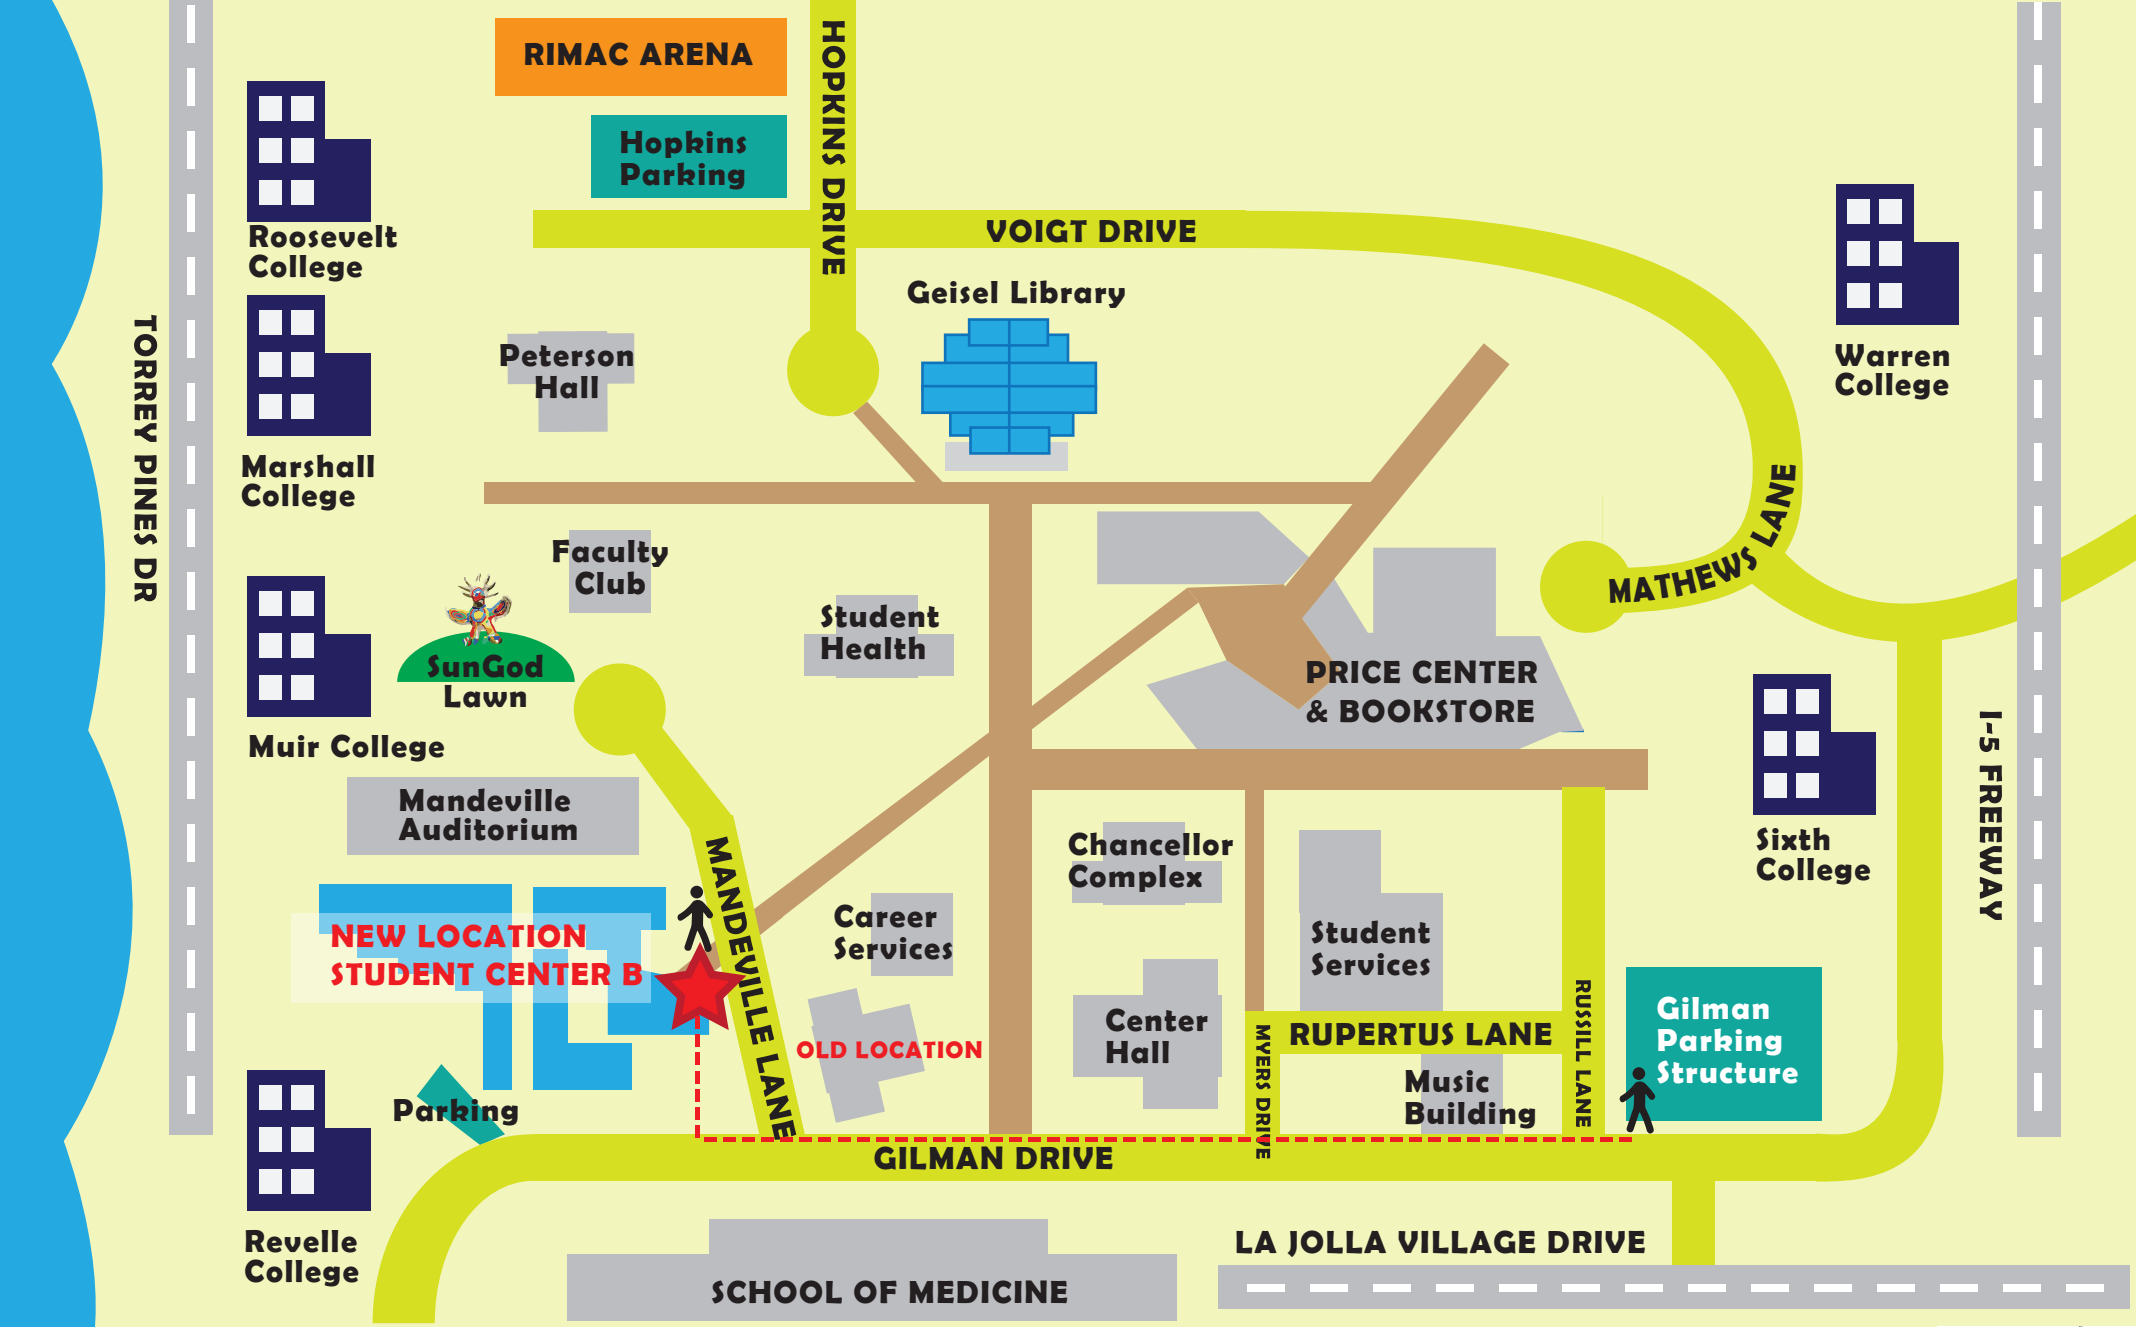 RIMAC ARENA
HOPKINS DRIVE
Hopkins
Parking
VOIGT DRIVE
Roosevelt
College
Geisel Library
TORREY PINES DR
Peterson
Hall
Warren
College
Marshall
College
MATHEWS LANE
Faculty
Club
Student
Health
SunGod
Lawn
PRICE CENTER
& BOOKSTORE
Muir College
I-5 FREEWAY
Mandeville
Auditorium
MANDEVILLE LANE
Chancellor
Complex
Sixth
College
Career
Services
NEW LOCATION
STUDENT CENTER B
Student
Services
OLD LOCATION
Center
Hall
MYERS DRIVE
RUPERTUS LANE
RUSSILL LANE
Gilman
Parking
Structure
Music
Building
Parking
GILMAN DRIVE
Revelle
College
LA JOLLA VILLAGE DRIVE
SCHOOL OF MEDICINE